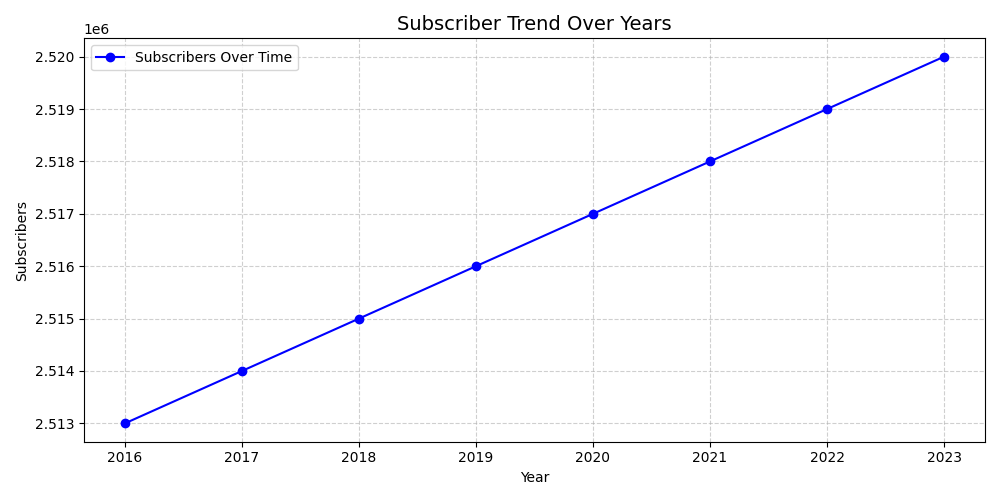 Subscriber Trend Over Years
1e6
Subscribers Over Time
2.520
2.519
2.518
2.517
2.516
2.515
2.514
2.513
Subscribers
2016 2017 2018 2019 2020 2021 2022 2023
Year